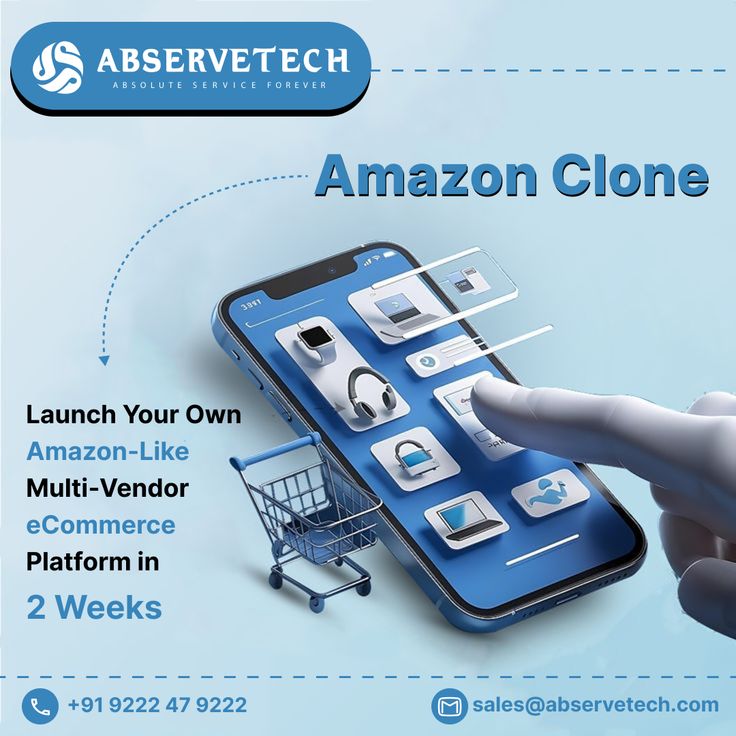 ABSERVETECH
ABSOLUTE SERVICE FOREVER
Amazon Clone
Launch Your Own
Amazon-Like
Multi-Vendor
eCommerce
Platform in
2 Weeks
+91 9222 47 9222
sales@abservetech.com